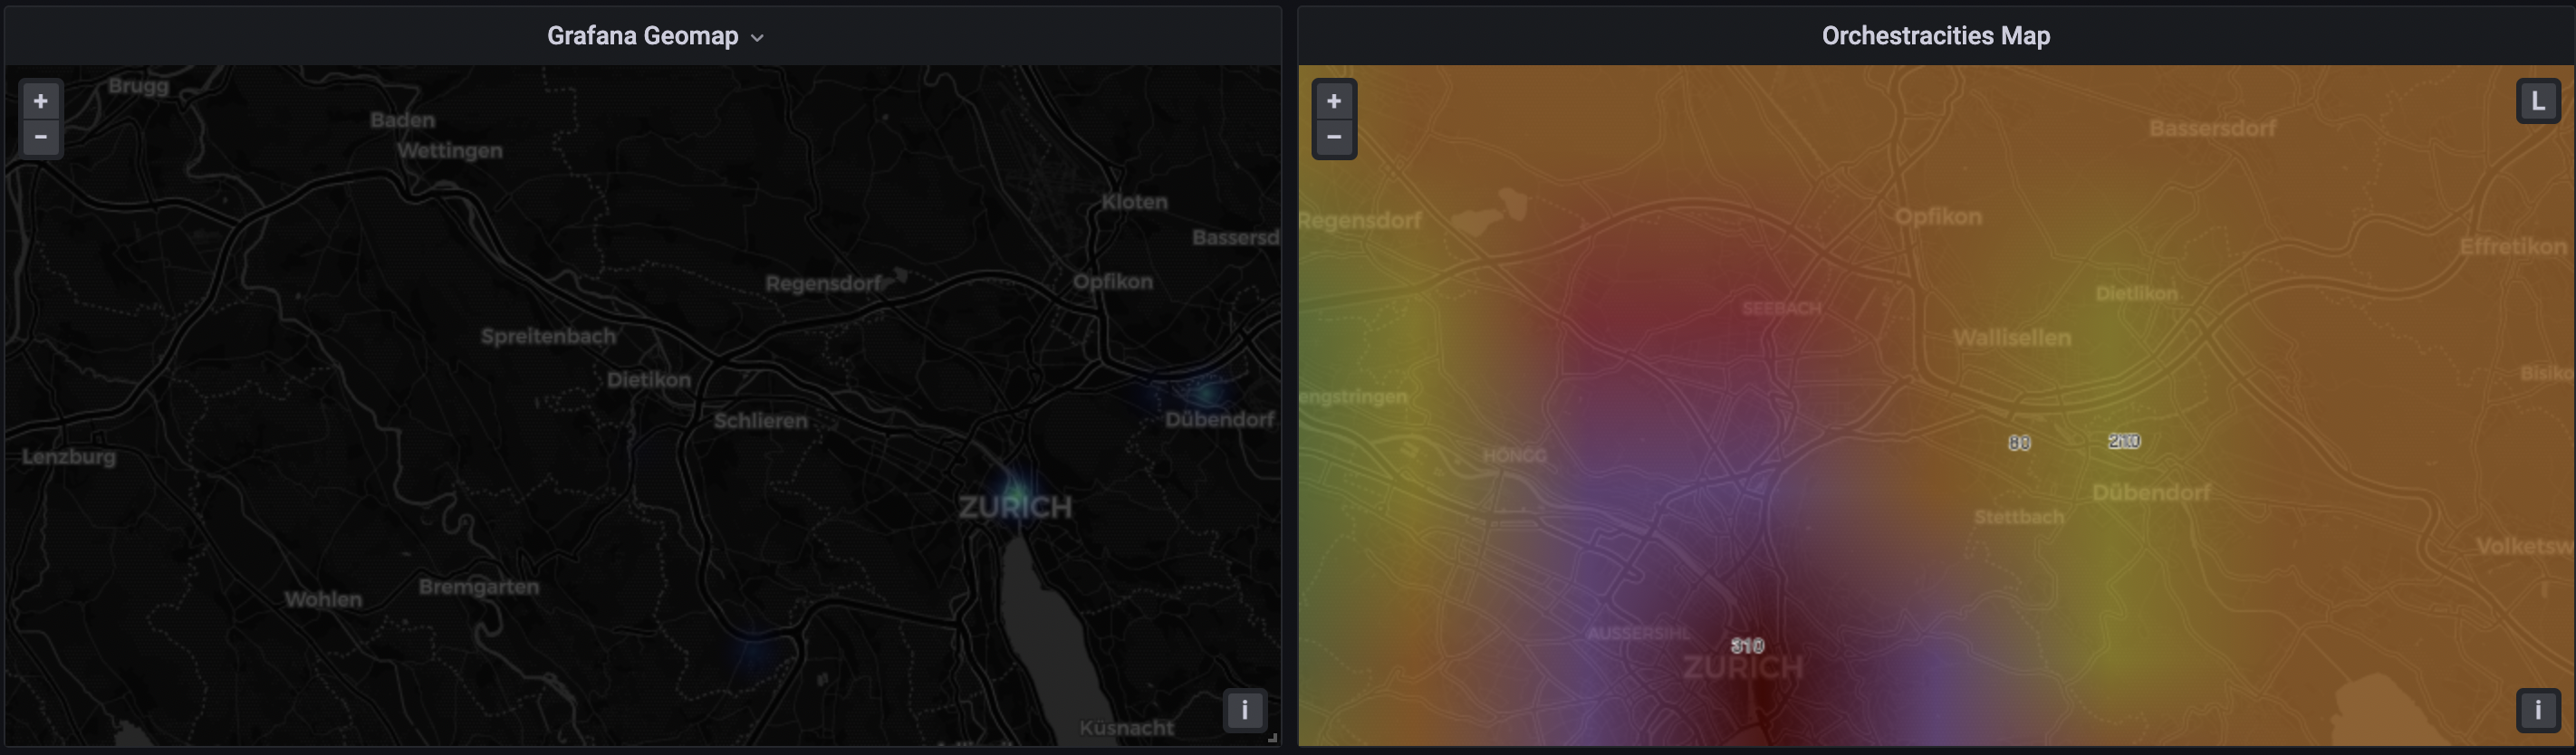 Grafana Geomap
+
−
Brugg
Baden
Wettingen
Kloten
Bassersd
Regensdorf
Opfikon
Spreitenbach
Dietikon
Schlieren
Dübendorf
Lenzburg
ZURICH
Bremgarten
Wohlen
Küsnacht
i
Orchestracities Map
+
−
L
Bassersdorf
Regensdorf
Opfikon
Effretikon
Dietlikon
SEEBACH
Wallisellen
Bisiko
engstringen
80
HÖNGG
Dübendorf
Stettbach
Volketsw
AUSSERSIHL
310
ZURICH
i